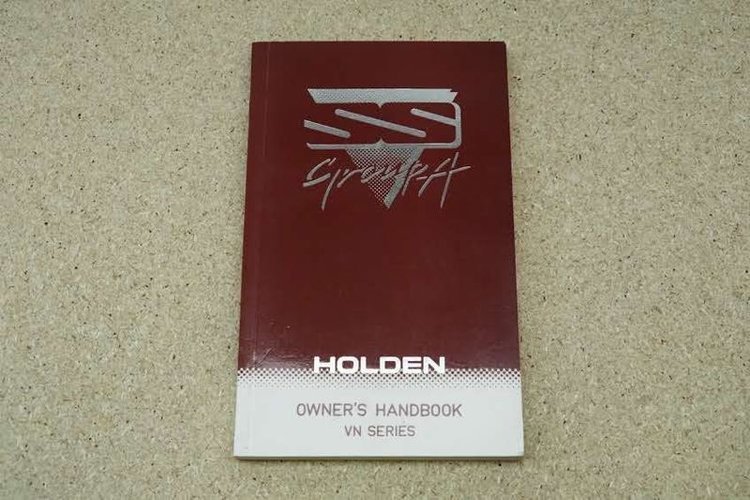 SS
Group.A
HOLDEN
OWNER'S HANDBOOK
VN SERIES